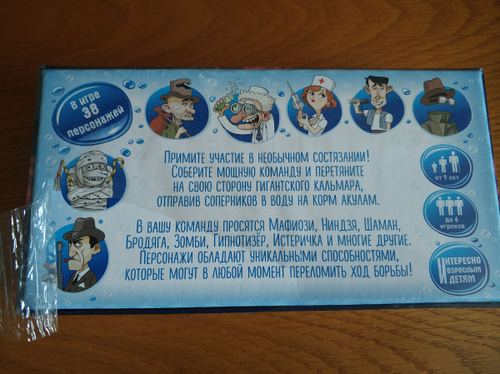 В ИГРЕ
38
ПЕРСОНАЖЕЙ
ПРИМИТЕ УЧАСТИЕ В НЕОБЫЧНОМ СОСТЯЗАНИИ!
СОБЕРИТЕ МОЩНУЮ КОМАНДУ И ПЕРЕТЯНИТЕ
НА СВОЮ СТОРОНУ ГИГАНТСКОГО КАЛЬМАРА,
ОТПРАВИВ СОПЕРНИКОВ В ВОДУ НА КОРМ АКУЛАМ.
В ВАШУ КОМАНДУ ПРОСЯТСЯ МАФИОЗИ, НИНДЗЯ, ШАМАН,
БРОДЯГА, ЗОМБИ, ГИПНОТИЗЁР, ИСТЕРИЧКА И МНОГИЕ ДРУГИЕ.
ПЕРСОНАЖИ ОБЛАДАЮТ УНИКАЛЬНЫМИ СПОСОБНОСТЯМИ,
КОТОРЫЕ МОГУТ В ЛЮБОЙ МОМЕНТ ПЕРЕЛОМИТЬ ХОД БОРЬБЫ!
ОТ 9 ЛЕТ
ДО 4
ИГРОКОВ
ИНТЕРЕСНО
ВЗРОСЛЫМ
ДЕТЯМ